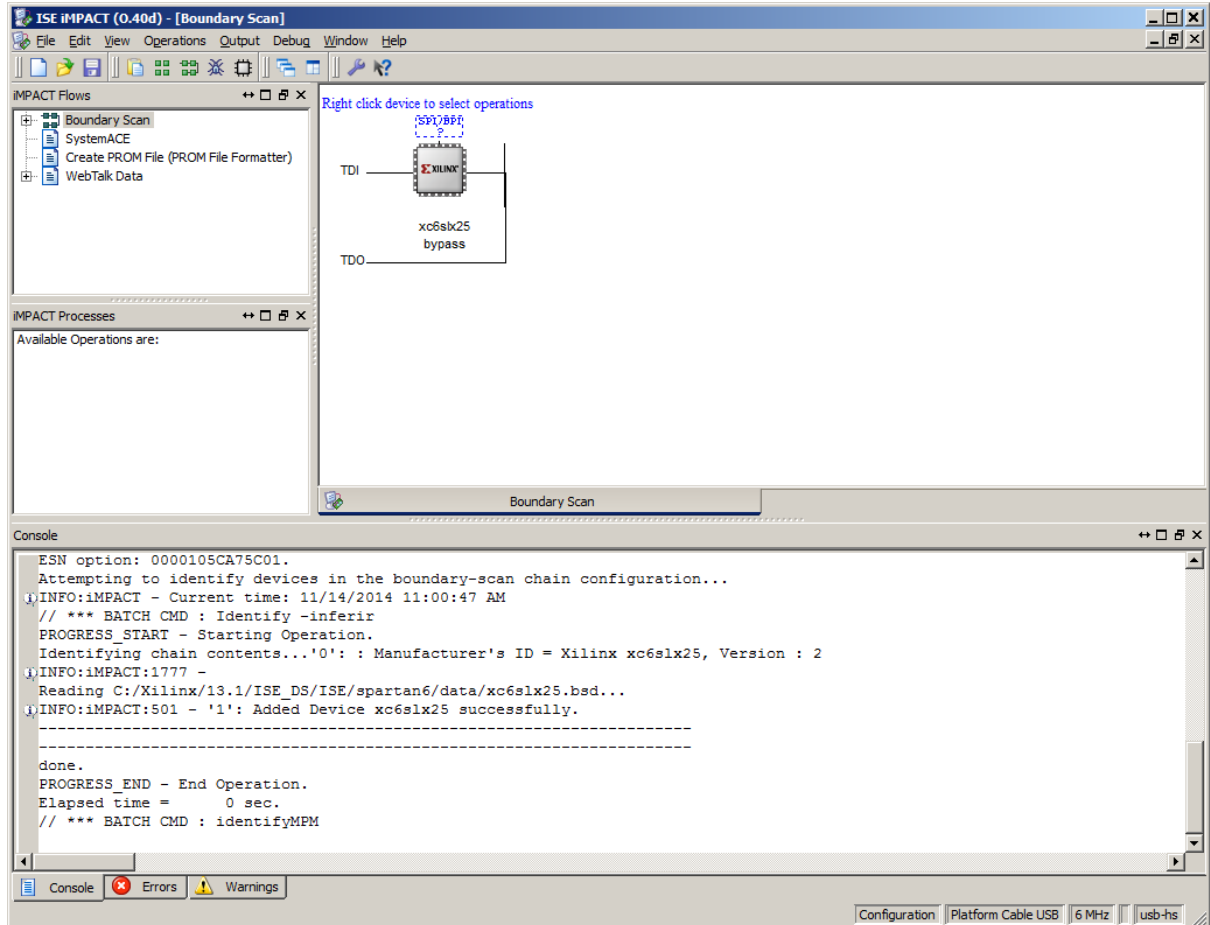 ISE iMPACT (O.40d) - [Boundary Scan]
File Edit View Operations Output Debug Window Help
iMPACT Flows
Boundary Scan
SystemACE
Create PROM File (PROM File Formatter)
WebTalk Data
iMPACT Processes
Available Operations are:
Right click device to select operations
SPI/BPI
?
TDI
XILINX
xc6slx25
bypass
TDO
Boundary Scan
Console
ESN option: 0000105CA75C01.
Attempting to identify devices in the boundary-scan chain configuration...
INFO:iMPACT - Current time: 11/14/2014 11:00:47 AM
// *** BATCH CMD : Identify -inferir
PROGRESS_START - Starting Operation.
Identifying chain contents...'0': : Manufacturer's ID = Xilinx xc6slx25, Version : 2
INFO:iMPACT:1777 -
Reading C:/Xilinx/13.1/ISE_DS/ISE/spartan6/data/xc6slx25.bsd...
INFO:iMPACT:501 - '1': Added Device xc6slx25 successfully.
----------------------------------------------------------------------
----------------------------------------------------------------------
done.
PROGRESS_END - End Operation.
Elapsed time =      0 sec.
// *** BATCH CMD : identifyMPM
Console Errors Warnings
Configuration Platform Cable USB 6 MHz usb-hs